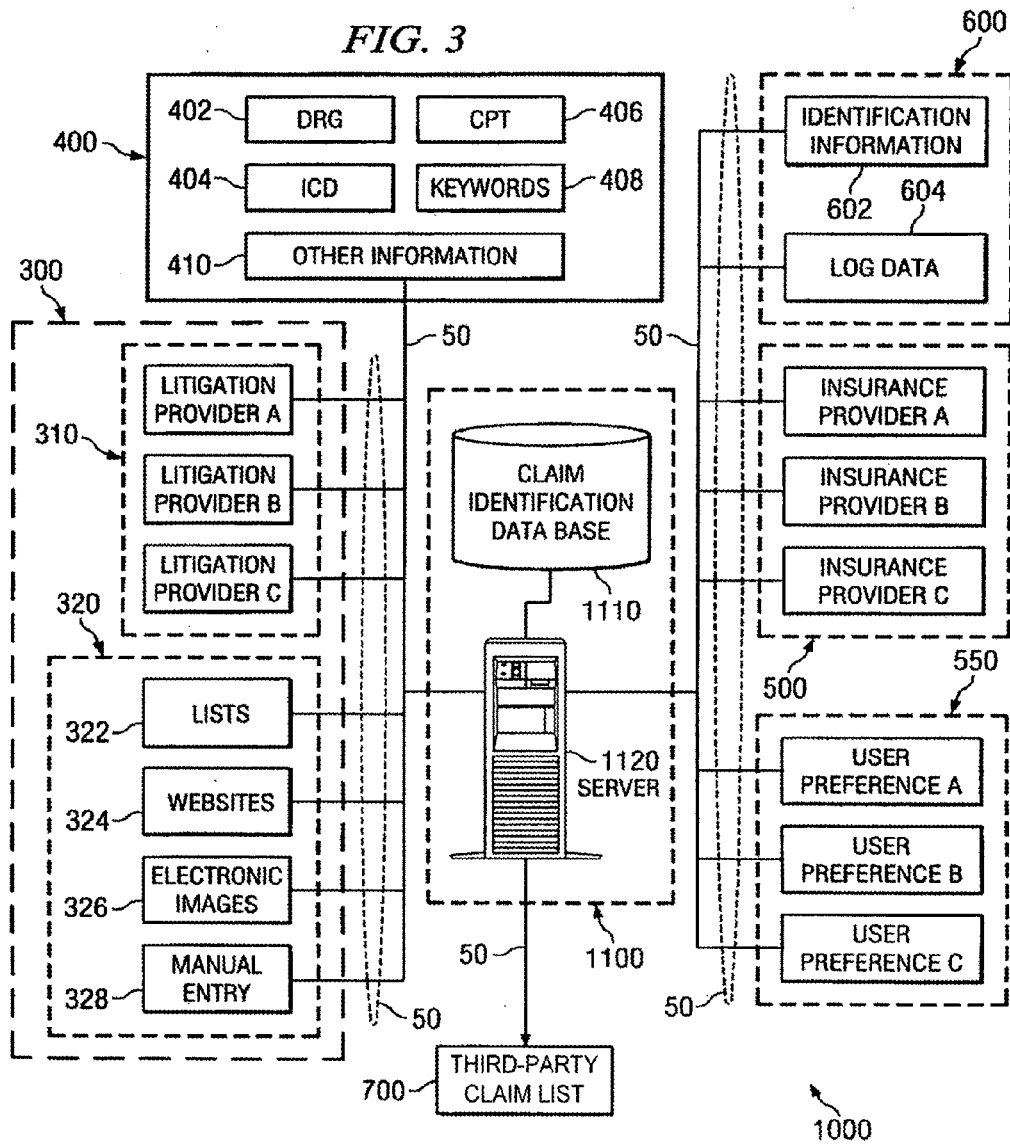 FIG. 3
400
402
DRG
CPT
406
404
ICD
KEYWORDS
408
410
OTHER INFORMATION
600
IDENTIFICATION
INFORMATION
602
604
LOG DATA
300
310
LITIGATION
PROVIDER A
LITIGATION
PROVIDER B
LITIGATION
PROVIDER C
320
322
LISTS
324
WEBSITES
326
ELECTRONIC
IMAGES
328
MANUAL
ENTRY
50
50
CLAIM
IDENTIFICATION
DATA BASE
1110
1120
SERVER
1100
50
50
INSURANCE
PROVIDER A
INSURANCE
PROVIDER B
INSURANCE
PROVIDER C
500
550
USER
PREFERENCE A
USER
PREFERENCE B
USER
PREFERENCE C
50
700
THIRD-PARTY
CLAIM LIST
1000